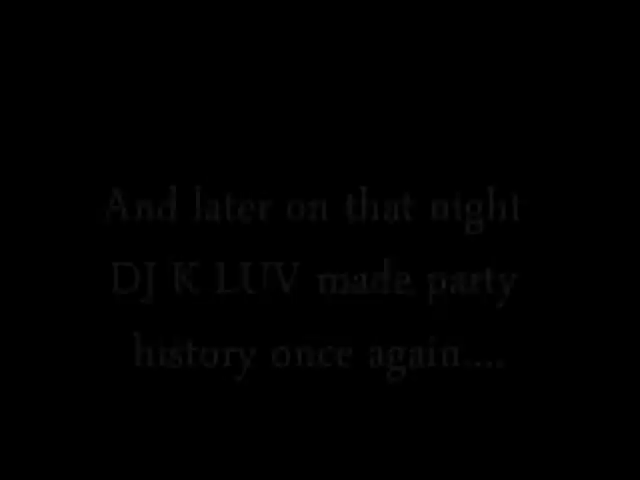 And later on that night
DJ K LUV made party
history once again....